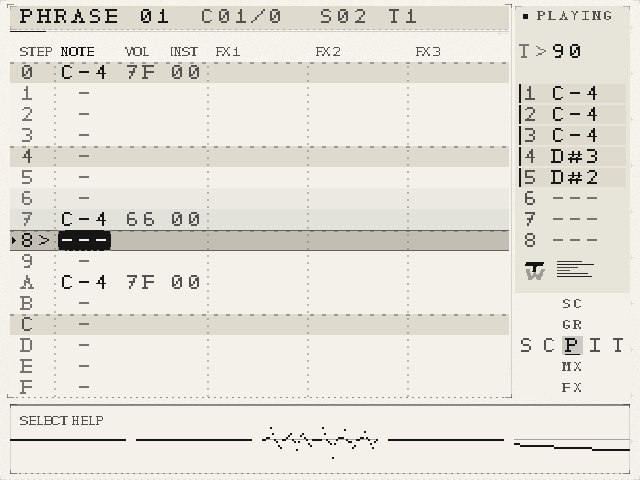 PHRASE 01 C01/0 S02 T1
STEP NOTE VOL INST FX1 FX2 FX3
0 C-4 7F 00
1 -
2 -
3 -
4 -
5 -
6 -
7 C-4 66 00
8> ---
9 -
A C-4 7F 00
B -
C -
D -
E -
F -
PLAYING
T>90
1 C-4
2 C-4
3 C-4
4 D#3
5 D#2
6 ---
7 ---
8 ---
TW
SC
GR
S C P I T
MX
FX
SELECT HELP